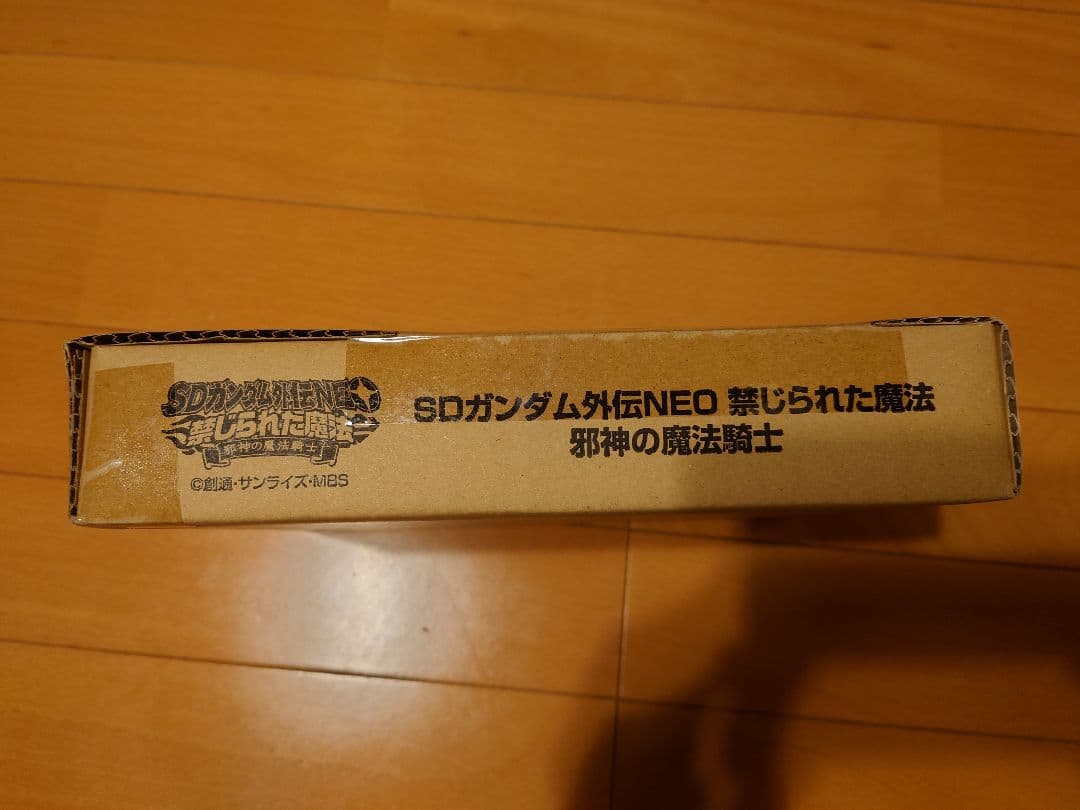 SDガンダム外伝NEO
禁じられた魔法
邪神の魔法騎士
©創通・サンライズ・MBS
SDガンダム外伝NEO 禁じられた魔法
邪神の魔法騎士